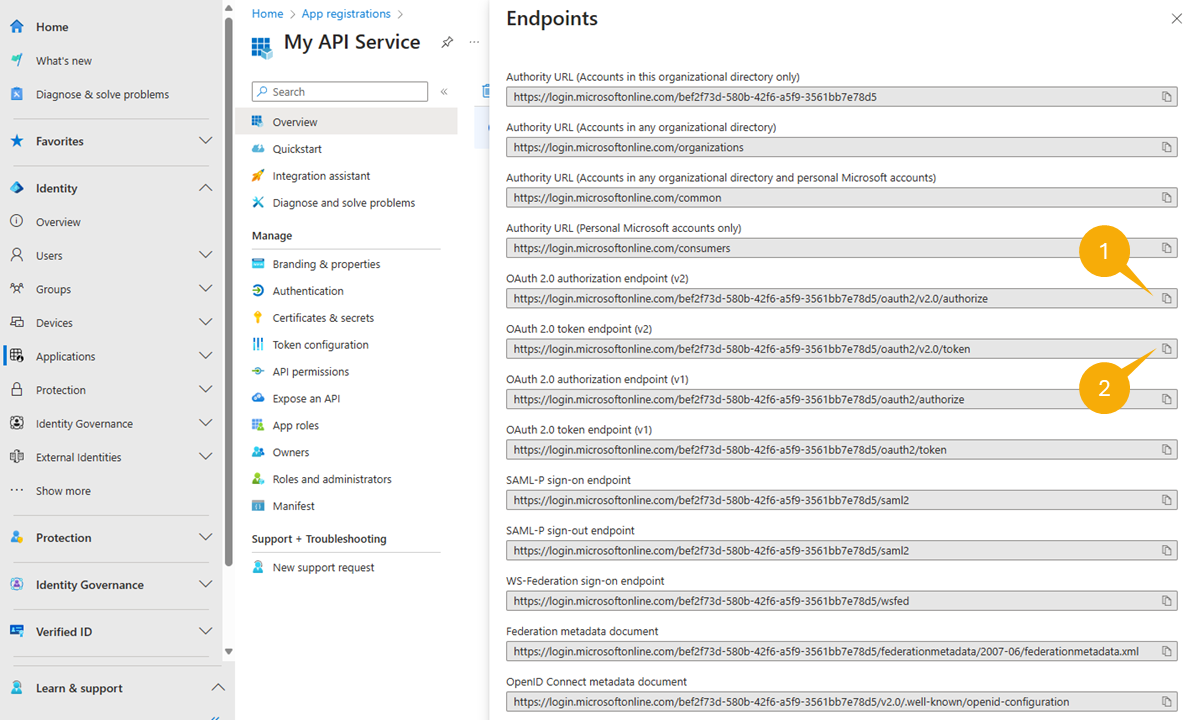 Home
What's new
Diagnose & solve problems
Favorites
Identity
Overview
Users
Groups
Devices
Applications
Protection
Identity Governance
External Identities
Show more
Protection
Identity Governance
Verified ID
Learn & support
Home > App registrations >
My API Service
Search
Overview
Quickstart
Integration assistant
Diagnose and solve problems
Manage
Branding & properties
Authentication
Certificates & secrets
Token configuration
API permissions
Expose an API
App roles
Owners
Roles and administrators
Manifest
Support + Troubleshooting
New support request
Endpoints
Authority URL (Accounts in this organizational directory only)
https://login.microsoftonline.com/bef2f73d-580b-42f6-a5f9-3561bb7e78d5
Authority URL (Accounts in any organizational directory)
https://login.microsoftonline.com/organizations
Authority URL (Accounts in any organizational directory and personal Microsoft accounts)
https://login.microsoftonline.com/common
Authority URL (Personal Microsoft accounts only)
https://login.microsoftonline.com/consumers
1
OAuth 2.0 authorization endpoint (v2)
https://login.microsoftonline.com/bef2f73d-580b-42f6-a5f9-3561bb7e78d5/oauth2/v2.0/authorize
OAuth 2.0 token endpoint (v2)
https://login.microsoftonline.com/bef2f73d-580b-42f6-a5f9-3561bb7e78d5/oauth2/v2.0/token
2
OAuth 2.0 authorization endpoint (v1)
https://login.microsoftonline.com/bef2f73d-580b-42f6-a5f9-3561bb7e78d5/oauth2/authorize
OAuth 2.0 token endpoint (v1)
https://login.microsoftonline.com/bef2f73d-580b-42f6-a5f9-3561bb7e78d5/oauth2/token
SAML-P sign-on endpoint
https://login.microsoftonline.com/bef2f73d-580b-42f6-a5f9-3561bb7e78d5/saml2
SAML-P sign-out endpoint
https://login.microsoftonline.com/bef2f73d-580b-42f6-a5f9-3561bb7e78d5/saml2
WS-Federation sign-on endpoint
https://login.microsoftonline.com/bef2f73d-580b-42f6-a5f9-3561bb7e78d5/wsfed
Federation metadata document
https://login.microsoftonline.com/bef2f73d-580b-42f6-a5f9-3561bb7e78d5/federationmetadata/2007-06/federationmetadata.xml
OpenID Connect metadata document
https://login.microsoftonline.com/bef2f73d-580b-42f6-a5f9-3561bb7e78d5/v2.0/.well-known/openid-configuration